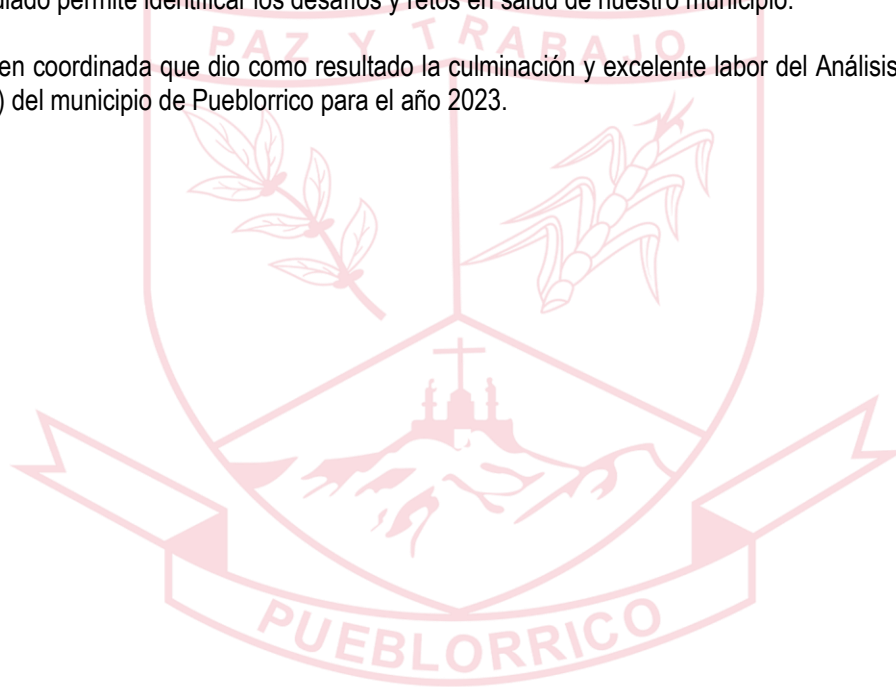 permite identificar los desafíos y retos en salud de nuestro municipio.
PAZ Y TRABAJO
en coordinada que dio como resultado la culminación y excelente labor del Análisis
) del municipio de Pueblorrico para el año 2023.
PUEBLORRICO